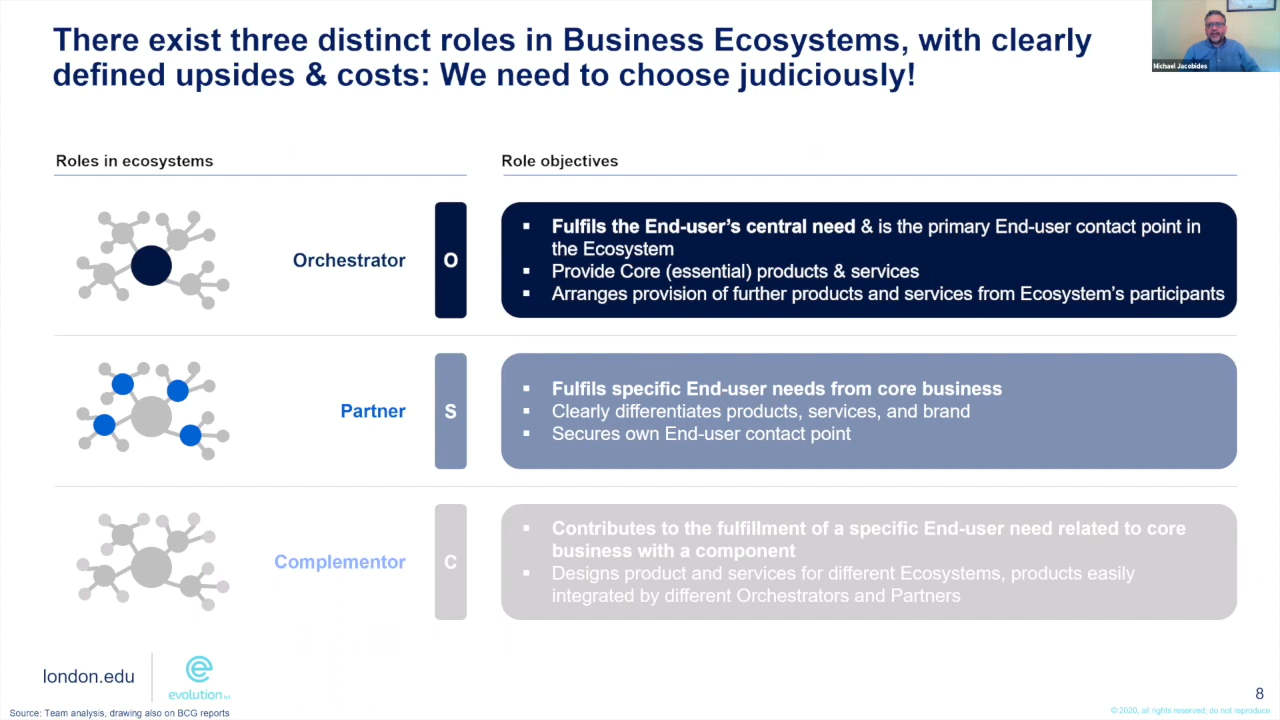 There exist three distinct roles in Business Ecosystems, with clearly
defined upsides & costs: We need to choose judiciously!
Michael Jacobides
Roles in ecosystems
Role objectives
Orchestrator
O
▪ Fulfils the End-user’s central need & is the primary End-user contact point in
the Ecosystem
▪ Provide Core (essential) products & services
▪ Arranges provision of further products and services from Ecosystem’s participants
Partner
S
▪ Fulfils specific End-user needs from core business
▪ Clearly differentiates products, services, and brand
▪ Secures own End-user contact point
Complementor
C
▪ Contributes to the fulfillment of a specific End-user need related to core
business with a component
▪ Designs product and services for different Ecosystems, products easily
integrated by different Orchestrators and Partners
london.edu
evolution
8
Source: Team analysis, drawing also on BCG reports
© 2020, all rights reserved; do not reproduce